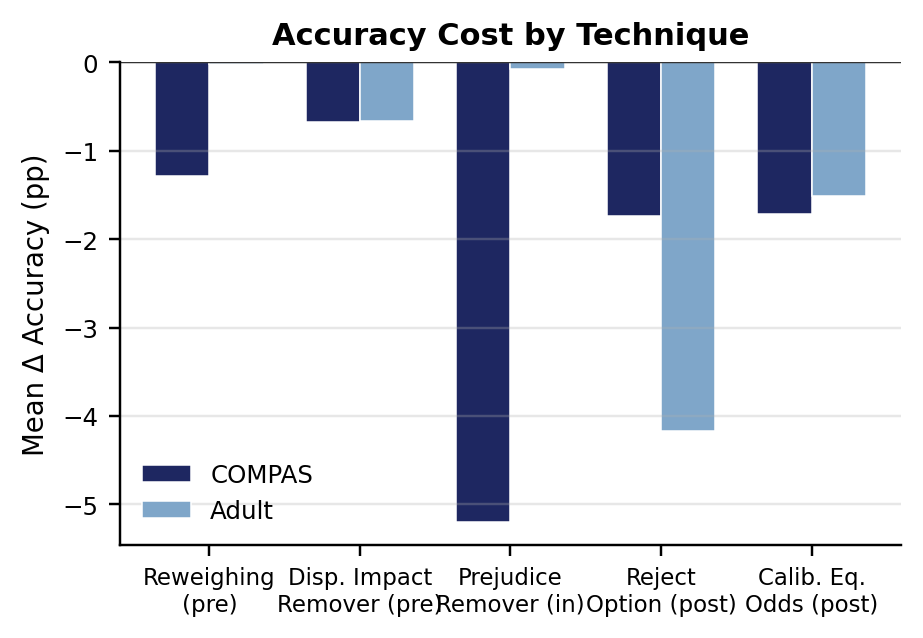 Accuracy Cost by Technique
Mean Δ Accuracy (pp)
0
−1
−2
−3
−4
−5
COMPAS
Adult
Reweighing
(pre)
Disp. Impact
Remover (pre)
Prejudice
Remover (in)
Reject
Option (post)
Calib. Eq.
Odds (post)